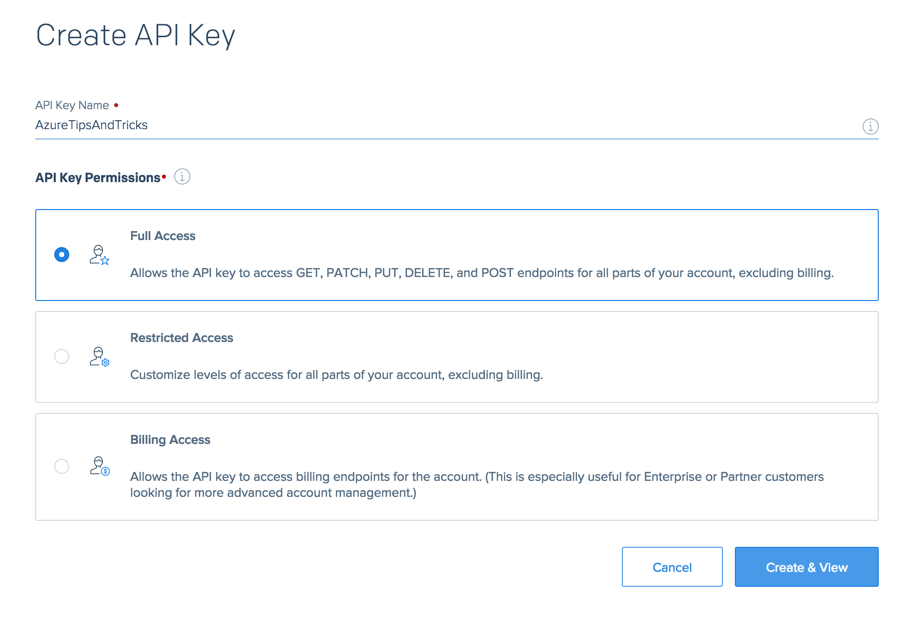 Create API Key
API Key Name •
AzureTipsAndTricks
API Key Permissions•
Full Access
Allows the API key to access GET, PATCH, PUT, DELETE, and POST endpoints for all parts of your account, excluding billing.
Restricted Access
Customize levels of access for all parts of your account, excluding billing.
Billing Access
Allows the API key to access billing endpoints for the account. (This is especially useful for Enterprise or Partner customers
looking for more advanced account management.)
Cancel
Create & View